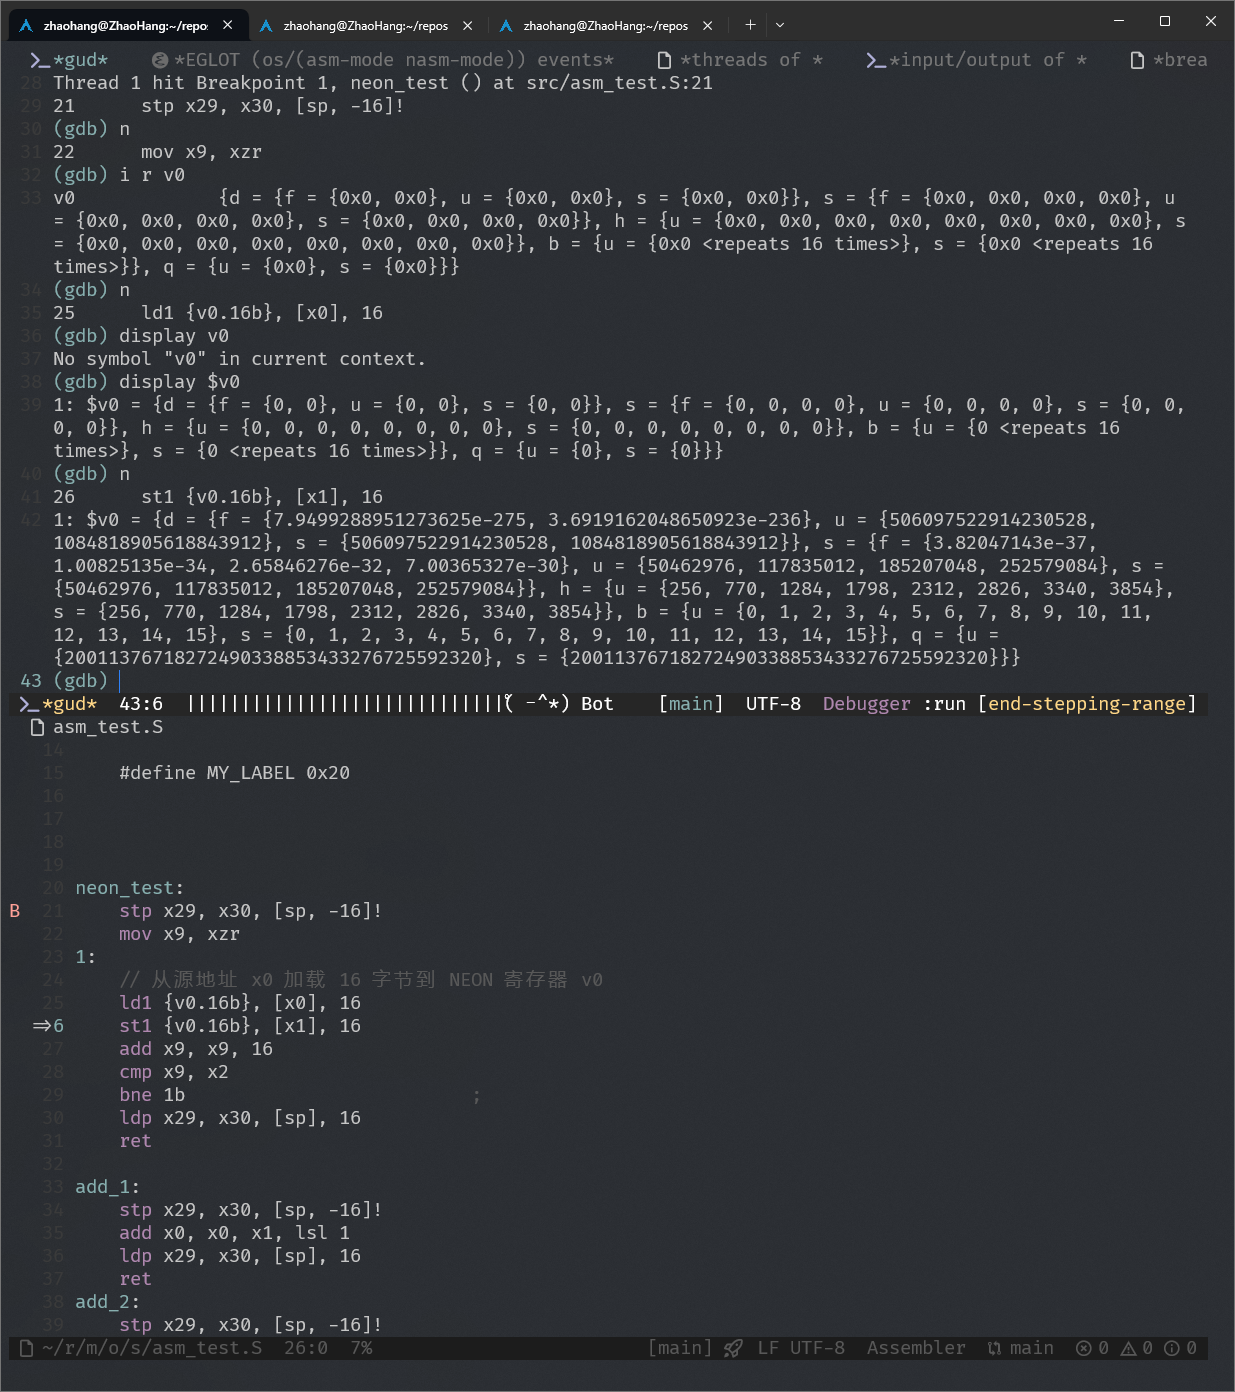 zhaohang@ZhaoHang:~/repo zhaohang@ZhaoHang:~/repos zhaohang@ZhaoHang:~/repos
*gud* *EGLOT (os/(asm-mode nasm-mode)) events* *threads of * *input/output of * *brea
28 Thread 1 hit Breakpoint 1, neon_test () at src/asm_test.S:21
29 21      stp x29, x30, [sp, -16]!
30 (gdb) n
31 22      mov x9, xzr
32 (gdb) i r v0
33 v0             {d = {f = {0x0, 0x0}, u = {0x0, 0x0}, s = {0x0, 0x0}}, s = {f = {0x0, 0x0, 0x0, 0x0}, u
= {0x0, 0x0, 0x0, 0x0}, s = {0x0, 0x0, 0x0, 0x0}}, h = {u = {0x0, 0x0, 0x0, 0x0, 0x0, 0x0, 0x0, 0x0}, s
= {0x0, 0x0, 0x0, 0x0, 0x0, 0x0, 0x0, 0x0}}, b = {u = {0x0 <repeats 16 times>}, s = {0x0 <repeats 16
times>}}, q = {u = {0x0}, s = {0x0}}}
34 (gdb) n
35 25      ld1 {v0.16b}, [x0], 16
36 (gdb) display v0
37 No symbol "v0" in current context.
38 (gdb) display $v0
39 1: $v0 = {d = {f = {0, 0}, u = {0, 0}, s = {0, 0}}, s = {f = {0, 0, 0, 0}, u = {0, 0, 0, 0}, s = {0, 0,
0, 0}}, h = {u = {0, 0, 0, 0, 0, 0, 0, 0}, s = {0, 0, 0, 0, 0, 0, 0, 0}}, b = {u = {0 <repeats 16
times>}, s = {0 <repeats 16 times>}}, q = {u = {0}, s = {0}}}
40 (gdb) n
41 26      st1 {v0.16b}, [x1], 16
42 1: $v0 = {d = {f = {7.9499288951273625e-275, 3.6919162048650923e-236}, u = {506097522914230528,
1084818905618843912}, s = {506097522914230528, 1084818905618843912}}, s = {f = {3.82047143e-37,
1.00825135e-34, 2.65846276e-32, 7.00365327e-30}, u = {50462976, 117835012, 185207048, 252579084}, s =
{50462976, 117835012, 185207048, 252579084}}, h = {u = {256, 770, 1284, 1798, 2312, 2826, 3340, 3854},
s = {256, 770, 1284, 1798, 2312, 2826, 3340, 3854}}, b = {u = {0, 1, 2, 3, 4, 5, 6, 7, 8, 9, 10, 11,
12, 13, 14, 15}, s = {0, 1, 2, 3, 4, 5, 6, 7, 8, 9, 10, 11, 12, 13, 14, 15}}, q = {u =
{20011376718272490338853433276725592320}, s = {20011376718272490338853433276725592320}}}
43 (gdb)
*gud* 43:6 Bot [main] UTF-8 Debugger :run [end-stepping-range]
asm_test.S
14
15     #define MY_LABEL 0x20
16
17
18
19
20 neon_test:
B 21     stp x29, x30, [sp, -16]!
22     mov x9, xzr
23 1:
24     // 从源地址 x0 加载 16 字节到 NEON 寄存器 v0
25     ld1 {v0.16b}, [x0], 16
=>6     st1 {v0.16b}, [x1], 16
27     add x9, x9, 16
28     cmp x9, x2
29     bne 1b                          ;
30     ldp x29, x30, [sp], 16
31     ret
32
33 add_1:
34     stp x29, x30, [sp, -16]!
35     add x0, x0, x1, lsl 1
36     ldp x29, x30, [sp], 16
37     ret
38 add_2:
39     stp x29, x30, [sp, -16]!
~/r/m/o/s/asm_test.S 26:0 7% [main] LF UTF-8 Assembler main 0 0 0